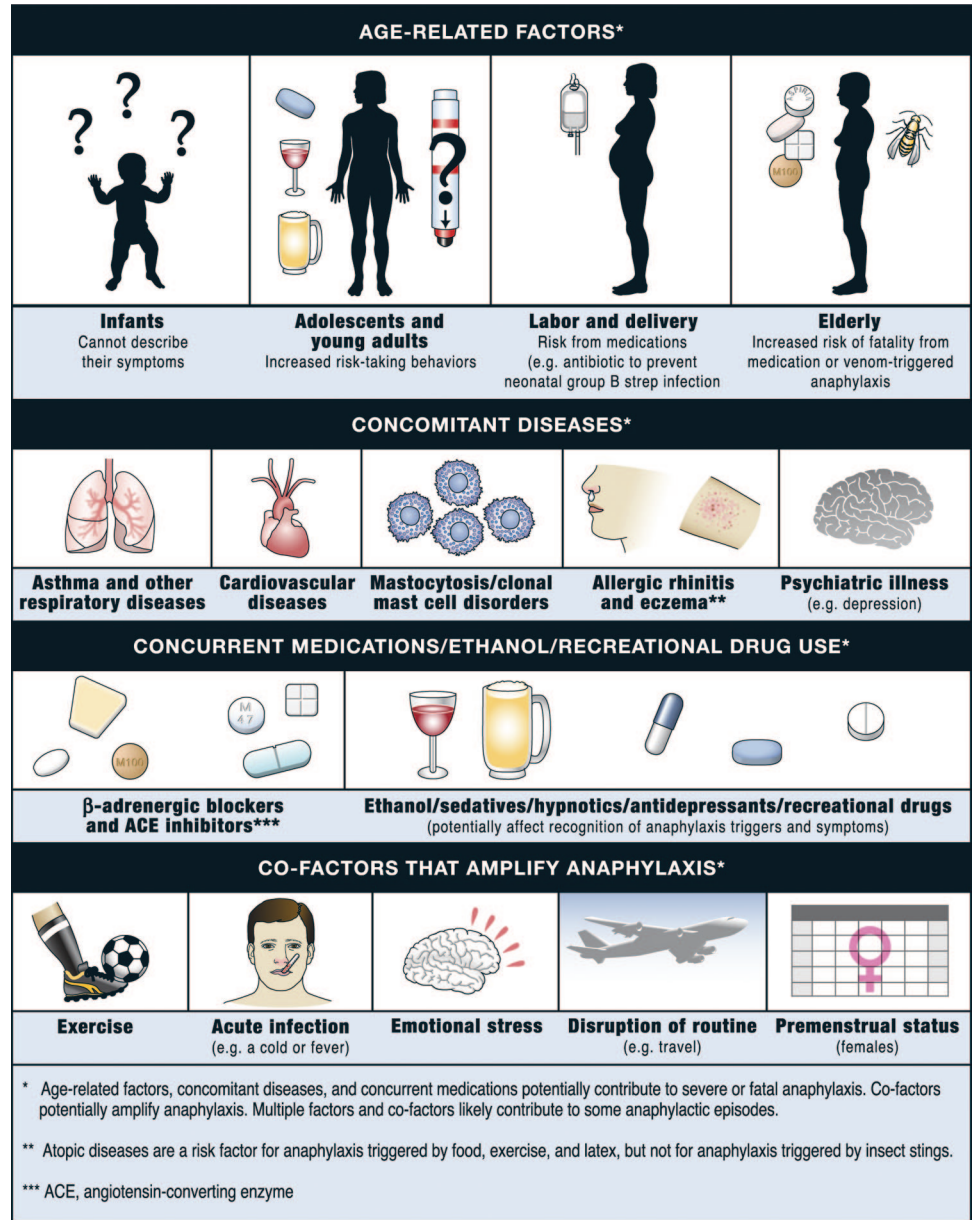 AGE-RELATED FACTORS*
?
?
?
?
ASPIRIN
M100
Infants
Cannot describe
their symptoms
Adolescents and
young adults
Increased risk-taking behaviors
Labor and delivery
Risk from medications
(e.g. antibiotic to prevent
neonatal group B strep infection
Elderly
Increased risk of fatality from
medication or venom-triggered
anaphylaxis
CONCOMITANT DISEASES*
Asthma and other
respiratory diseases
Cardiovascular
diseases
Mastocytosis/clonal
mast cell disorders
Allergic rhinitis
and eczema**
Psychiatric illness
(e.g. depression)
CONCURRENT MEDICATIONS/ETHANOL/RECREATIONAL DRUG USE*
M
47
M100
β-adrenergic blockers
and ACE inhibitors***
Ethanol/sedatives/hypnotics/antidepressants/recreational drugs
(potentially affect recognition of anaphylaxis triggers and symptoms)
CO-FACTORS THAT AMPLIFY ANAPHYLAXIS*
Exercise
Acute infection
(e.g. a cold or fever)
Emotional stress
Disruption of routine
(e.g. travel)
Premenstrual status
(females)
* Age-related factors, concomitant diseases, and concurrent medications potentially contribute to severe or fatal anaphylaxis. Co-factors
potentially amplify anaphylaxis. Multiple factors and co-factors likely contribute to some anaphylactic episodes.
** Atopic diseases are a risk factor for anaphylaxis triggered by food, exercise, and latex, but not for anaphylaxis triggered by insect stings.
*** ACE, angiotensin-converting enzyme